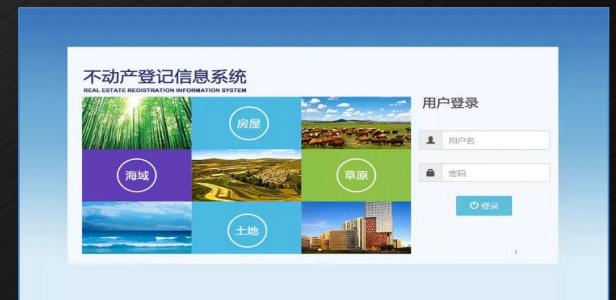 不动产登记信息系统
REAL ESTATE REGISTRATION INFORMATION SYSTEM
用户登录
房屋
用户名
海域
草原
密码
登录
土地